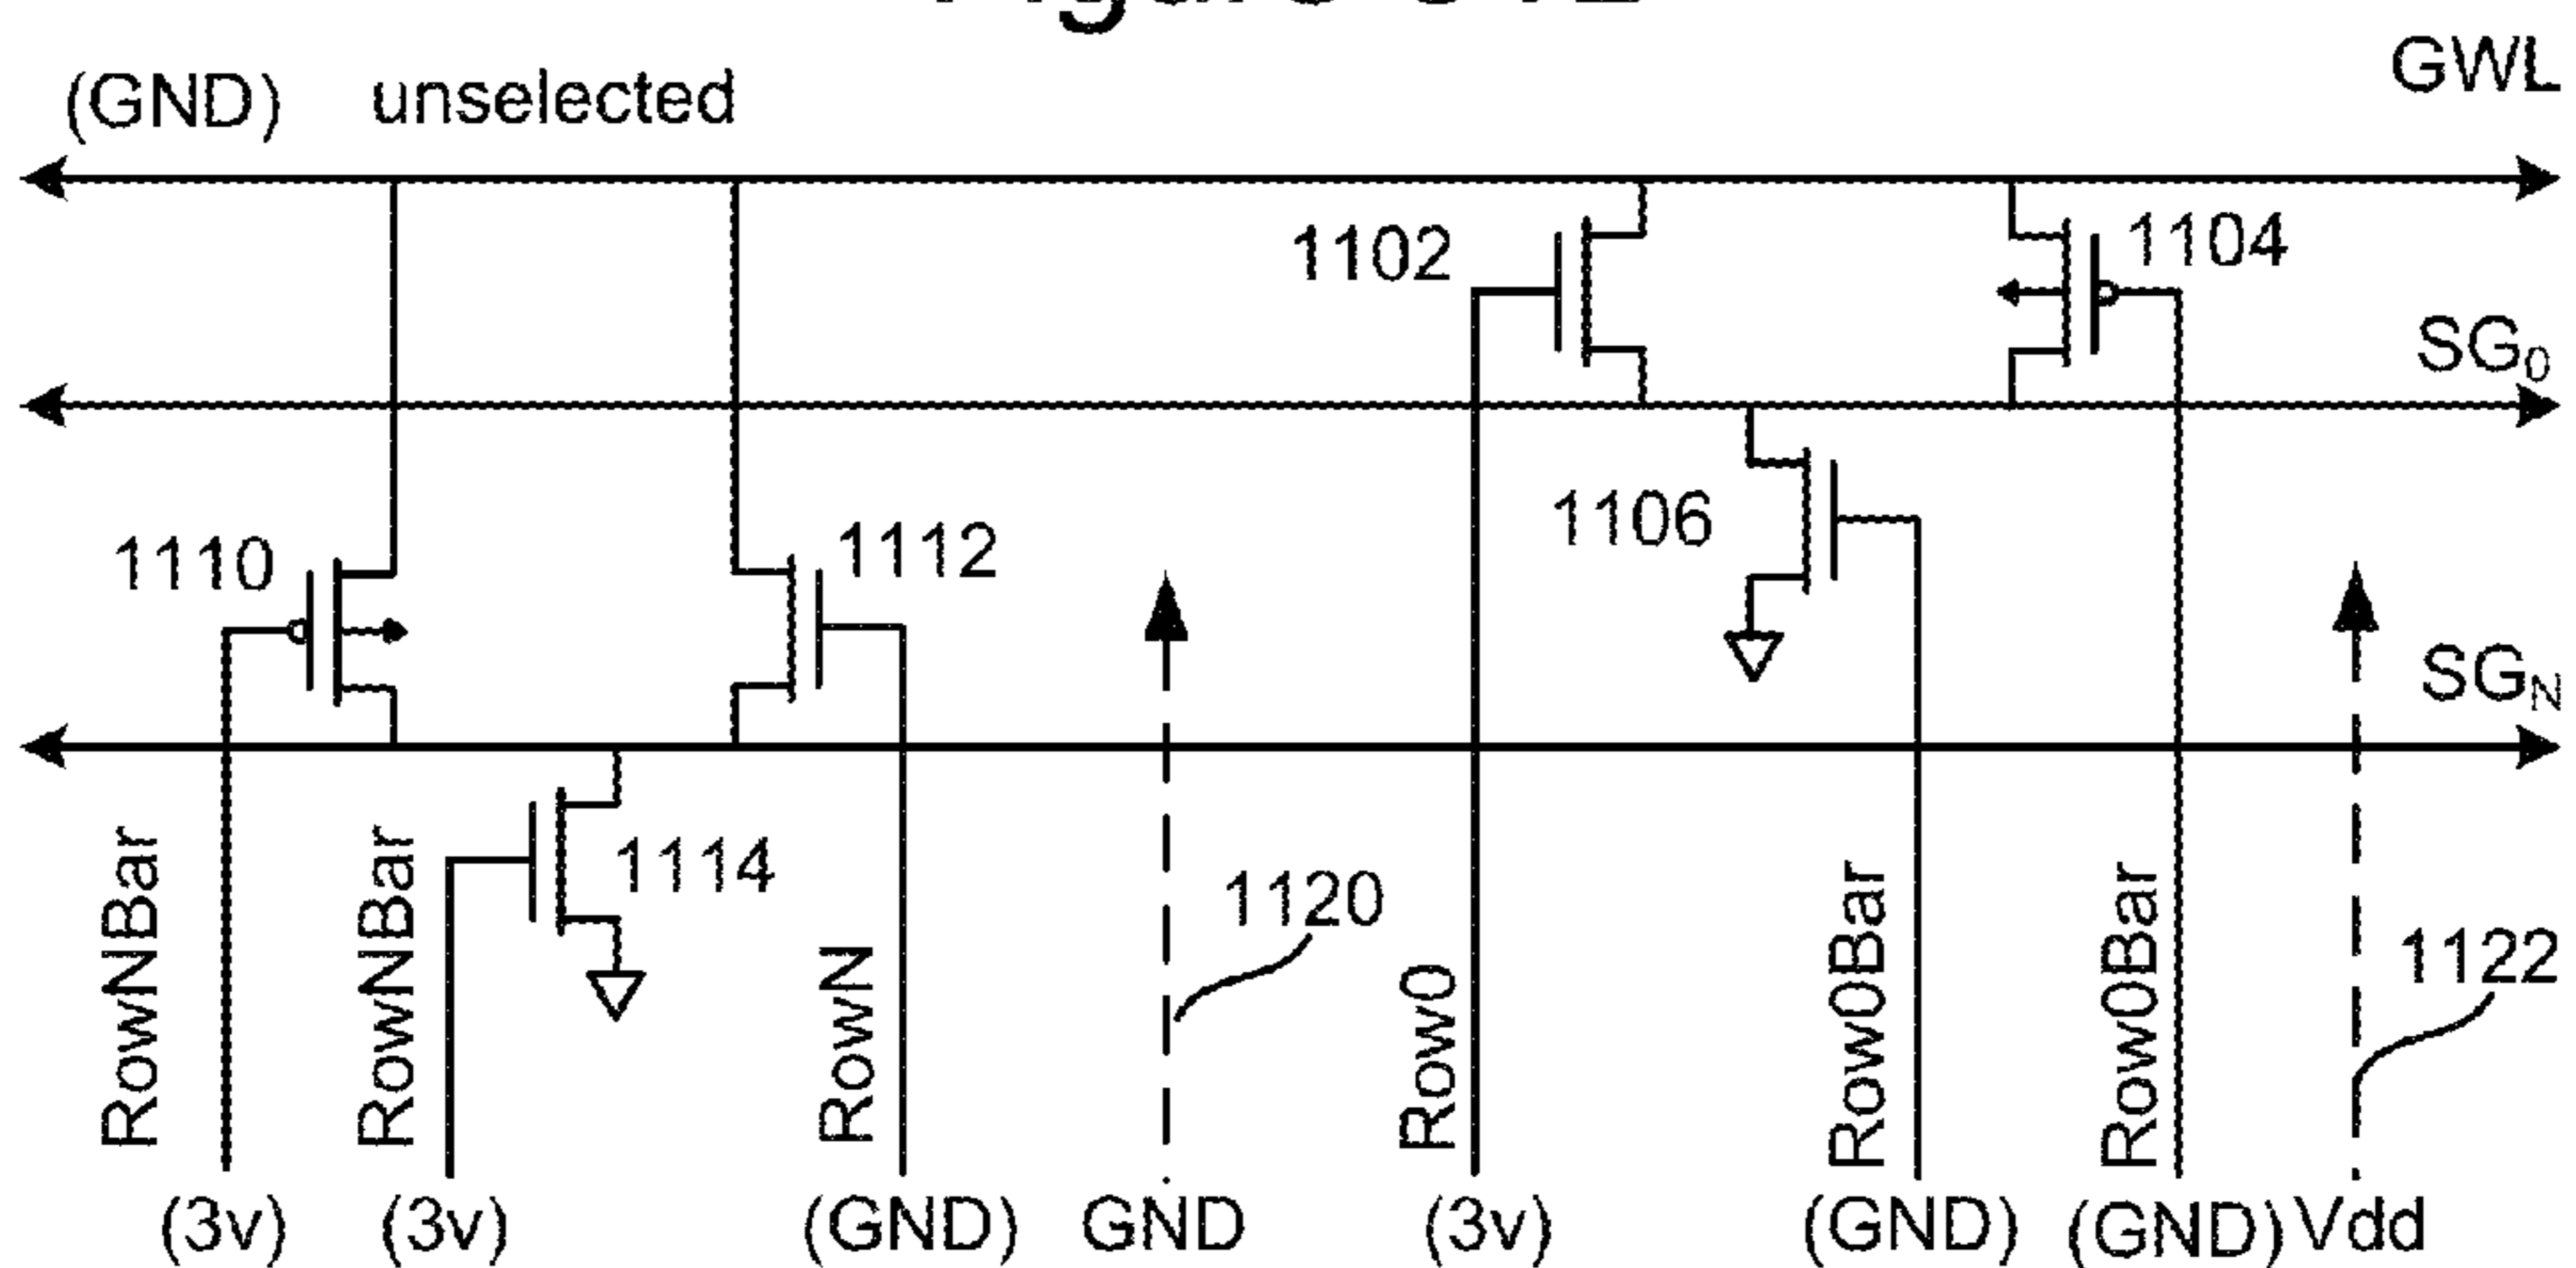 GWL
(GND) unselected
1102
1104
SG0
1106
1110
1112
SGN
1114
1120
1122
RowNBar
RowNBar
RowN
Row0
Row0Bar
Row0Bar
(3v) (3v) (GND) GND (3v) (GND) (GND) Vdd